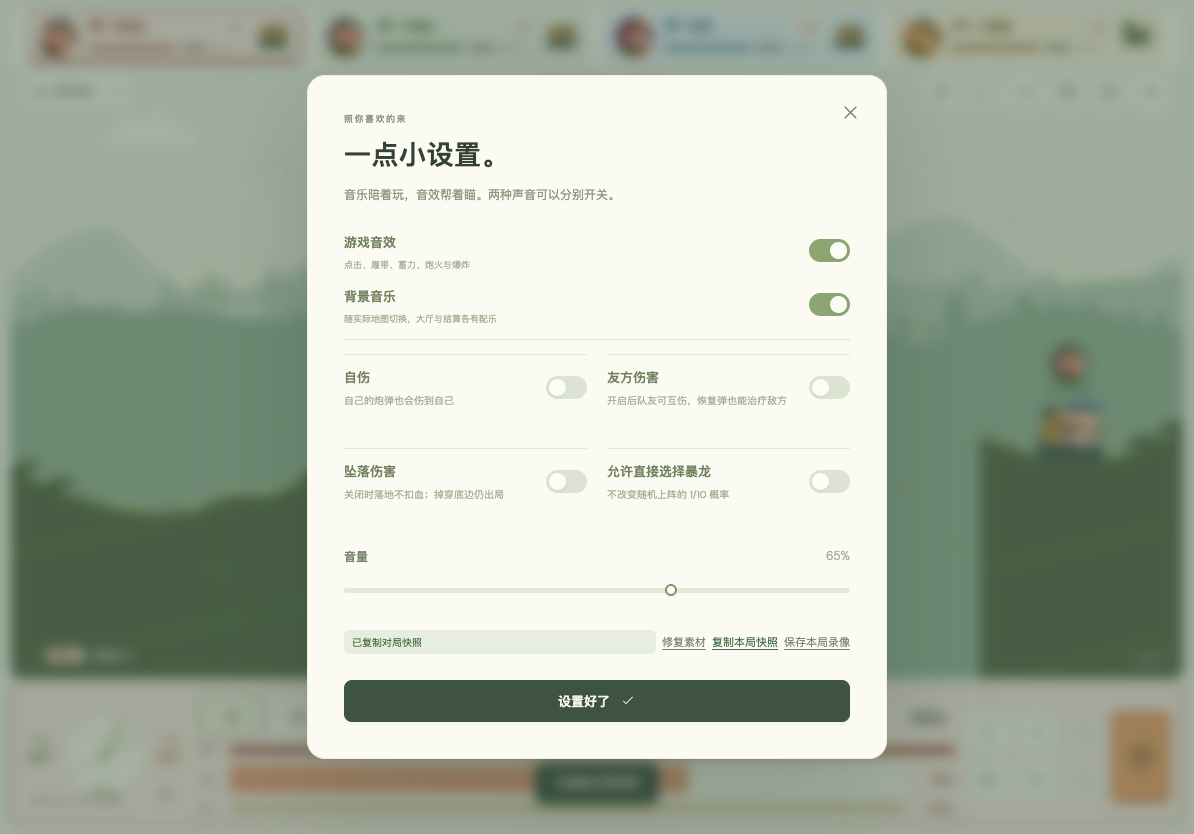 照你喜欢的来
一点小设置。
音乐陪着玩，音效帮着瞄。两种声音可以分别开关。
游戏音效
点击、履带、蓄力、炮火与爆炸
背景音乐
随实际地图切换，大厅与结算各有配乐
自伤
自己的炮弹也会伤到自己
友方伤害
开启后队友可互伤，恢复弹也能治疗敌方
坠落伤害
关闭时落地不扣血；掉穿底边仍出局
允许直接选择暴龙
不改变随机上阵的 1/10 概率
音量
65%
已复制对局快照
修复素材 复制本局快照 保存本局录像
设置好了